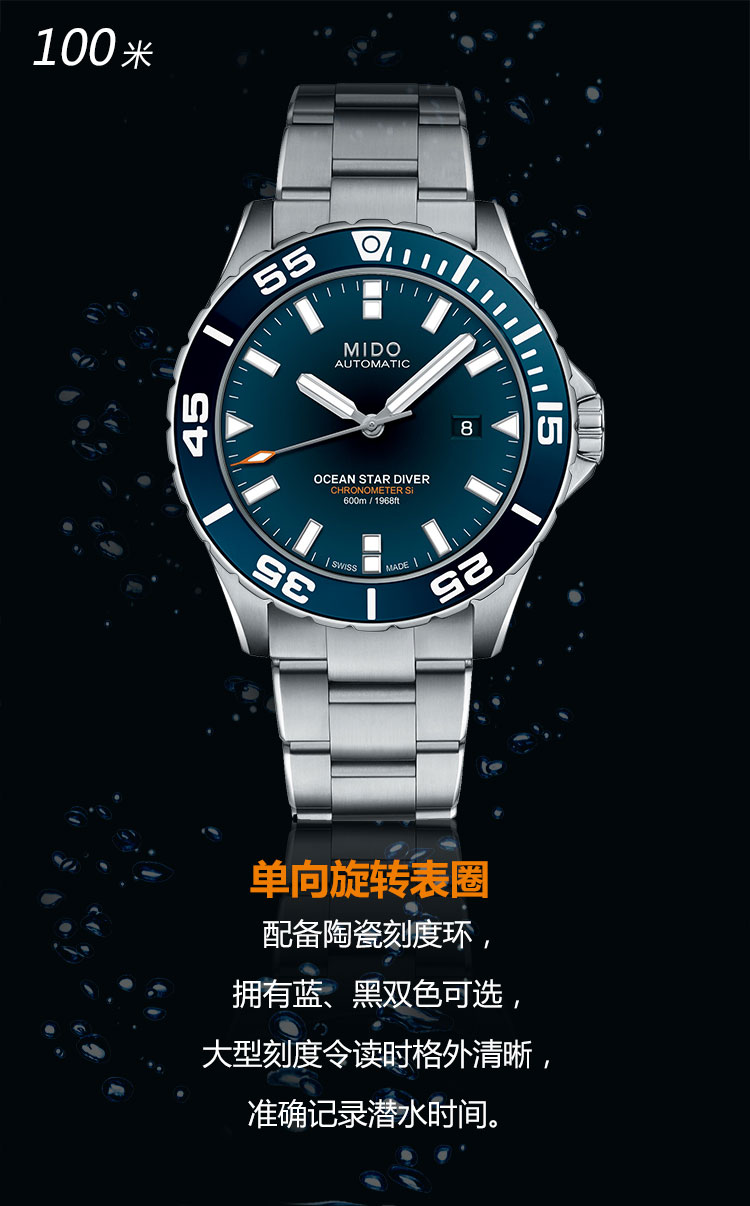 100 米
55
MIDO
AUTOMATIC
45
8
15
OCEAN STAR DIVER
CHRONOMETER Si
600m / 1968ft
SWISS MADE
35
25
单向旋转表圈
配备陶瓷刻度环，
拥有蓝、黑双色可选，
大型刻度令读时格外清晰，
准确记录潜水时间。